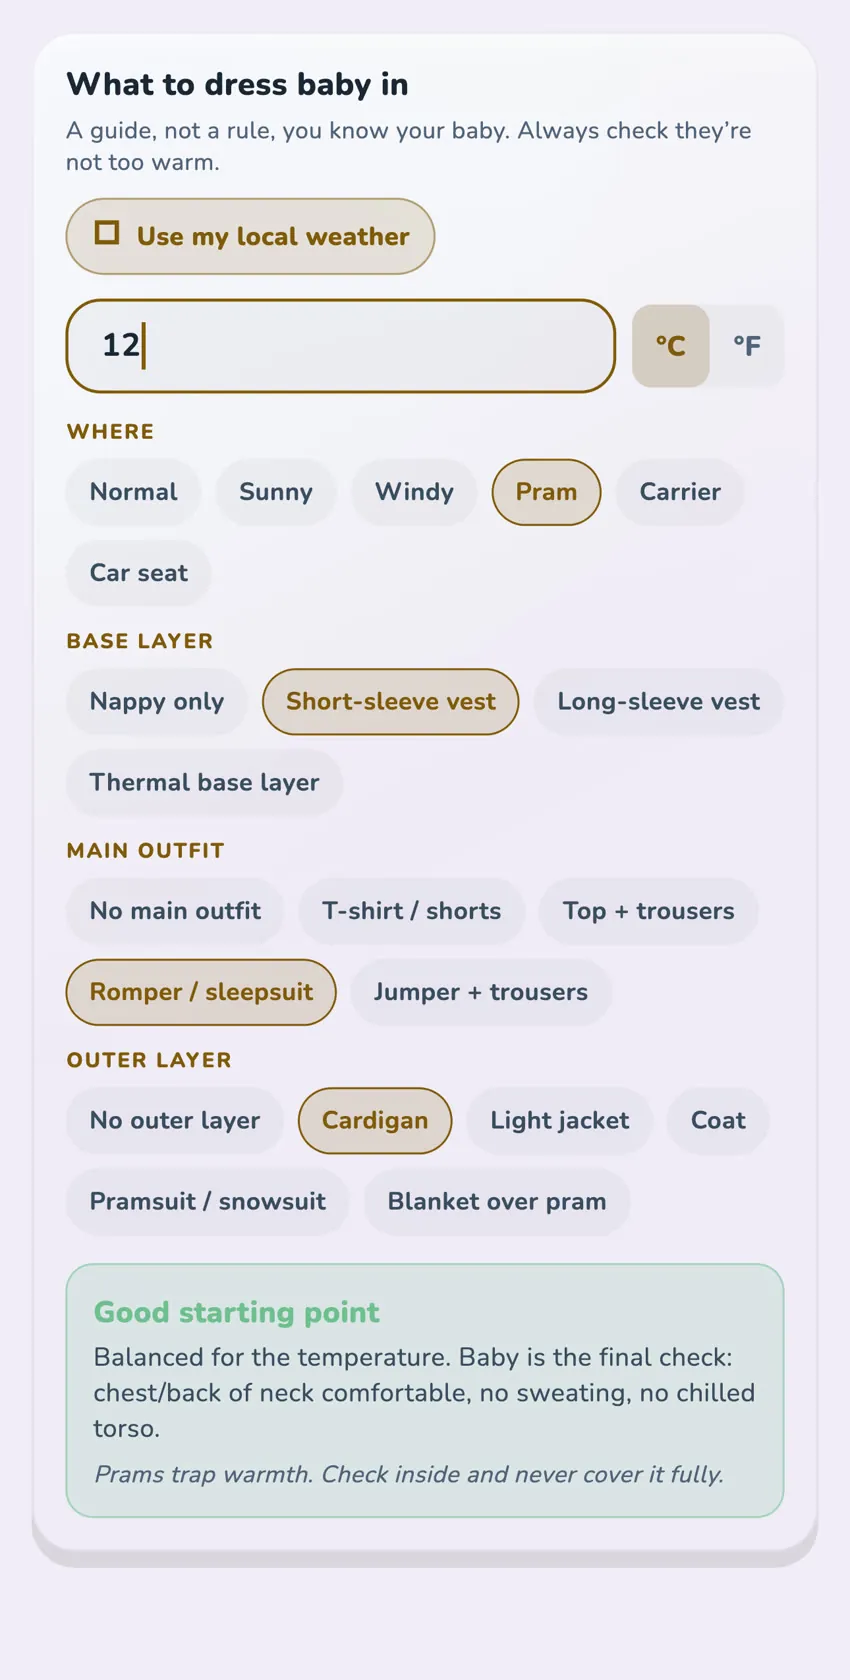 What to dress baby in
A guide, not a rule, you know your baby. Always check they’re
not too warm.
Use my local weather
12
°C °F
WHERE
Normal Sunny Windy Pram Carrier
Car seat
BASE LAYER
Nappy only Short-sleeve vest Long-sleeve vest
Thermal base layer
MAIN OUTFIT
No main outfit T-shirt / shorts Top + trousers
Romper / sleepsuit Jumper + trousers
OUTER LAYER
No outer layer Cardigan Light jacket Coat
Pramsuit / snowsuit Blanket over pram
Good starting point
Balanced for the temperature. Baby is the final check:
chest/back of neck comfortable, no sweating, no chilled
torso.
Prams trap warmth. Check inside and never cover it fully.